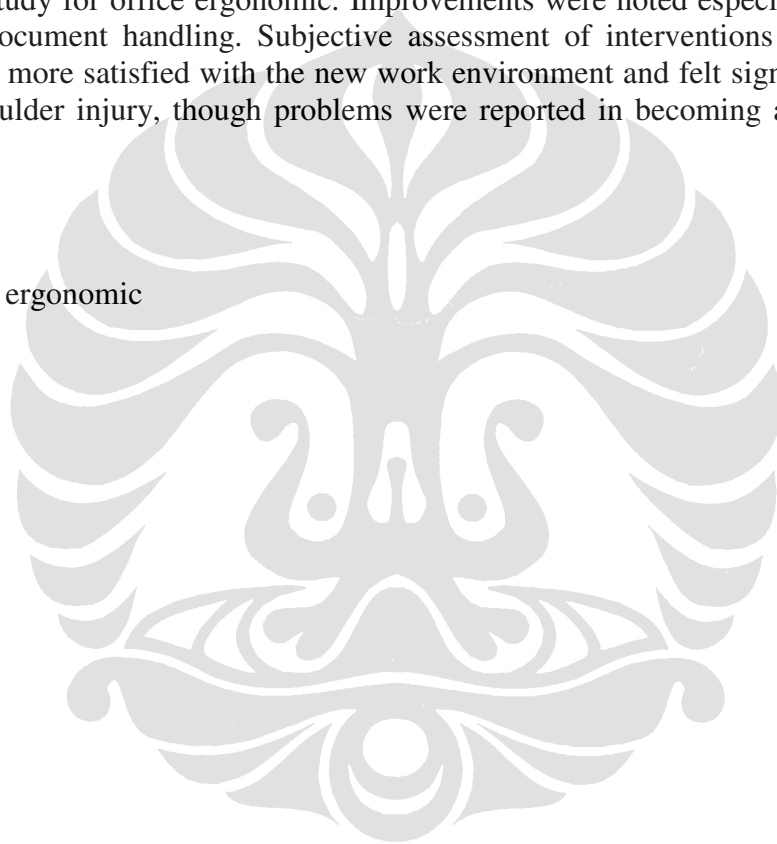 study for office ergonomic. Improvements were noted especi
ocument handling. Subjective assessment of interventions
more satisfied with the new work environment and felt sign
ulder injury, though problems were reported in becoming a
ergonomic